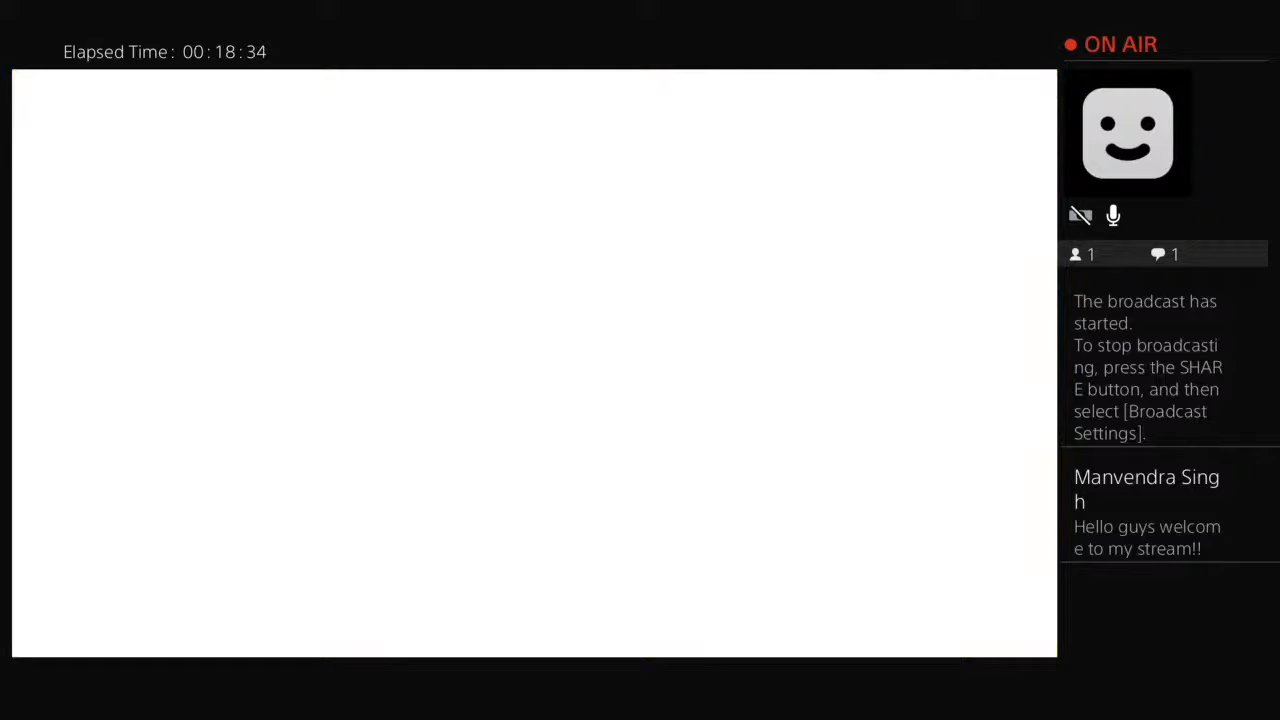 Elapsed Time: 00:18:34
ON AIR
1 1
The broadcast has
started.
To stop broadcasti
ng, press the SHAR
E button, and then
select [Broadcast
Settings].
Manvendra Sing
h
Hello guys welcom
e to my stream!!